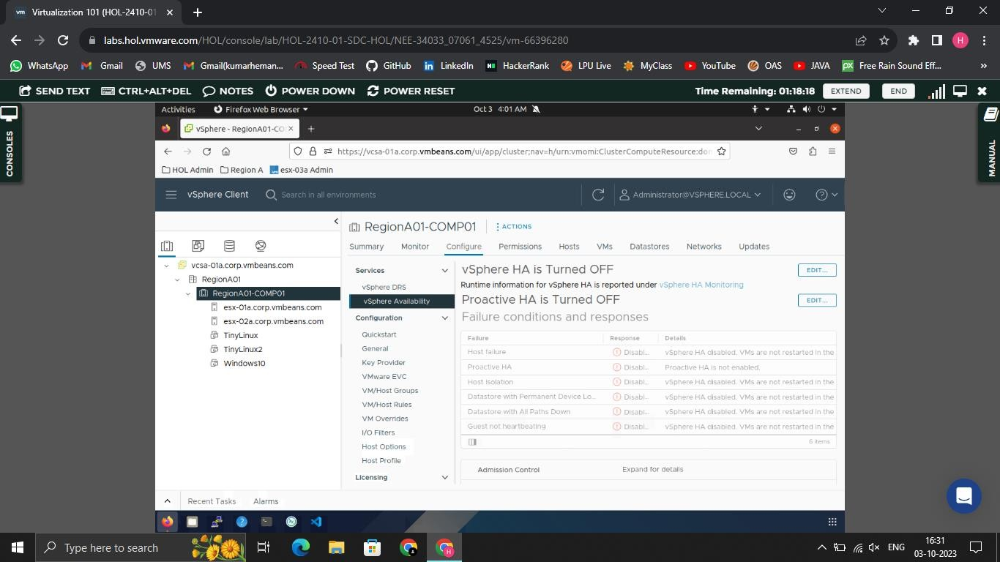 vm Virtualization 101 (HOL-2410-01
labs.hol.vmware.com/HOL/console/lab/HOL-2410-01-SDC-HOL/NEE-34033_07061_4525/vm-66396280
H
WhatsApp Gmail UMS Gmail(kumarheman... Speed Test GitHub in LinkedIn HackerRank LPU Live MyClass YouTube OAS JAVA PX Free Rain Sound Eff... »
SEND TEXT CTRL+ALT+DEL NOTES POWER DOWN POWER RESET Time Remaining: 01:18:18 EXTEND END
CONSOLES
MANUAL
Activities Firefox Web Browser Oct 3 4:01 AM
vSphere - RegionA01-CO
https://vcsa-01a.corp.vmbeans.com/ui/app/cluster;nav=h/urn:vmomi:ClusterComputeResource:dor
HOL Admin Region A vm esx-03a Admin
vSphere Client Search in all environments Administrator@VSPHERE.LOCAL
RegionA01-COMP01 ACTIONS
Summary Monitor Configure Permissions Hosts VMs Datastores Networks Updates
vcsa-01a.corp.vmbeans.com
RegionA01
RegionA01-COMP01
esx-01a.corp.vmbeans.com
esx-02a.corp.vmbeans.com
TinyLinux
TinyLinux2
Windows10
Services
vSphere DRS
vSphere Availability
Configuration
Quickstart
General
Key Provider
VMware EVC
VM/Host Groups
VM/Host Rules
VM Overrides
I/O Filters
Host Options
Host Profile
Licensing
vSphere HA is Turned OFF EDIT...
Runtime information for vSphere HA is reported under vSphere HA Monitoring
Proactive HA is Turned OFF EDIT...
Failure conditions and responses
Failure Response Details
Host failure Disabl... vSphere HA disabled. VMs are not restarted in the
Proactive HA Disabl... Proactive HA is not enabled.
Host Isolation Disabl... vSphere HA disabled. VMs are not restarted in the
Datastore with Permanent Device Lo... Disabl... vSphere HA disabled. VMs are not restarted in the
Datastore with All Paths Down Disabl... vSphere HA disabled. VMs are not restarted in the
Guest not heartbeating Disabl... vSphere HA disabled. VMs are not restarted in the
6 items
Admission Control Expand for details
Recent Tasks Alarms
Type here to search
ENG
16:31
03-10-2023